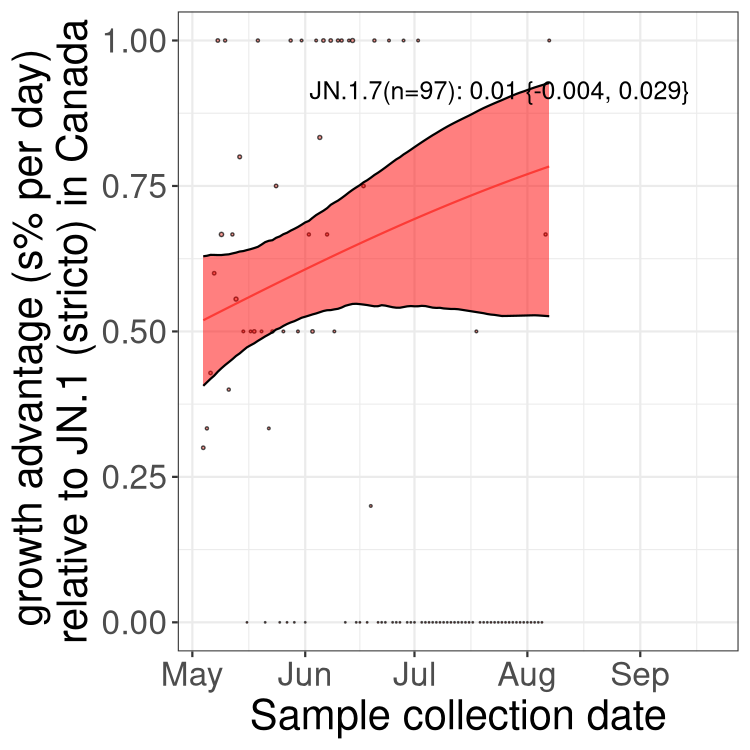 growth advantage (s% per day)
relative to JN.1 (stricto) in Canada
1.00
0.75
0.50
0.25
0.00
JN.1.7(n=97): 0.01 {-0.004, 0.029}
May Jun Jul Aug Sep
Sample collection date